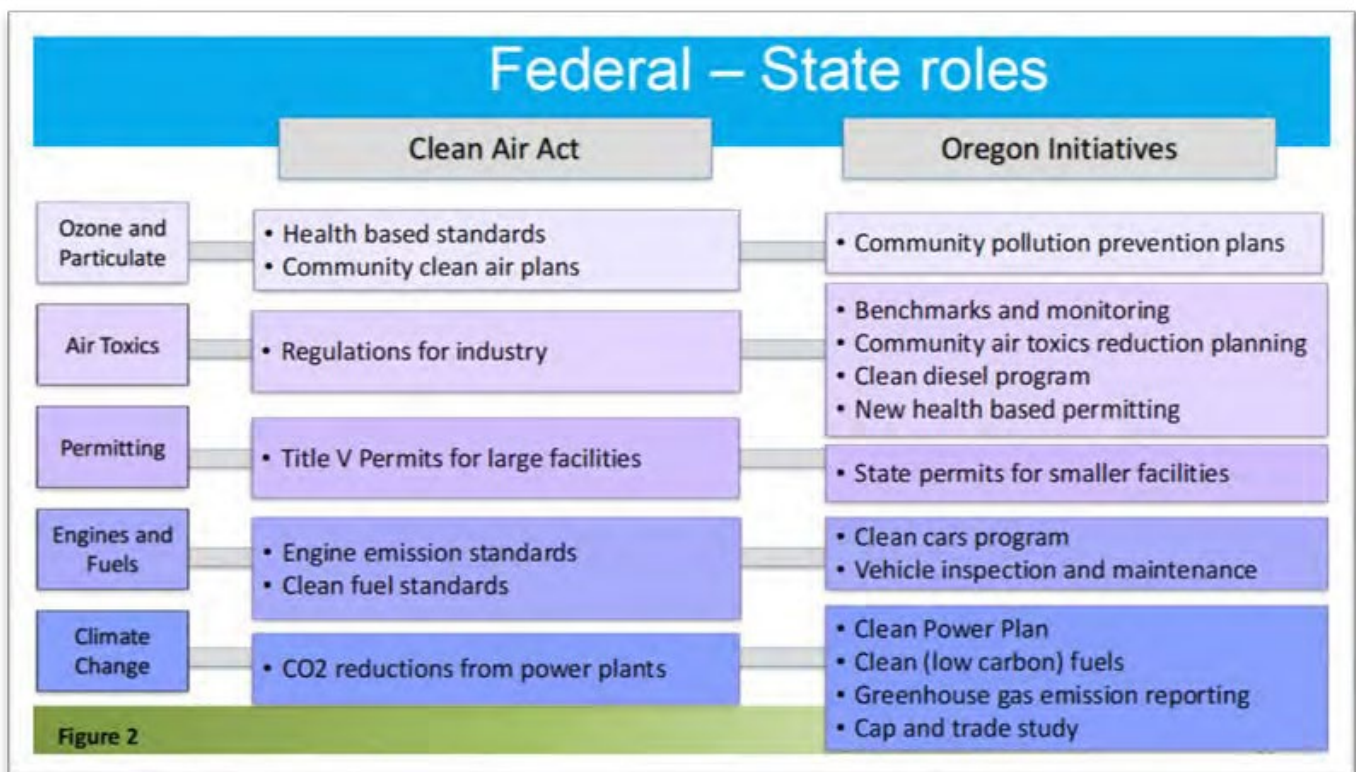 Federal – State roles
Clean Air Act
Oregon Initiatives
Ozone and
Particulate
• Health based standards
• Community clean air plans
• Community pollution prevention plans
Air Toxics
• Regulations for industry
• Benchmarks and monitoring
• Community air toxics reduction planning
• Clean diesel program
• New health based permitting
Permitting
• Title V Permits for large facilities
• State permits for smaller facilities
Engines and
Fuels
• Engine emission standards
• Clean fuel standards
• Clean cars program
• Vehicle inspection and maintenance
Climate
Change
• CO2 reductions from power plants
• Clean Power Plan
• Clean (low carbon) fuels
• Greenhouse gas emission reporting
• Cap and trade study
Figure 2